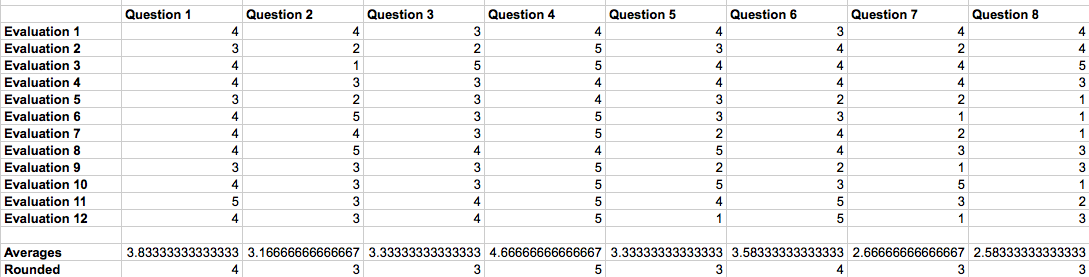 Question 1 Question 2 Question 3 Question 4 Question 5 Question 6 Question 7 Question 8
Evaluation 1 4 4 3 4 4 3 4 4
Evaluation 2 3 2 2 5 3 4 2 4
Evaluation 3 4 1 5 5 4 4 4 5
Evaluation 4 4 3 3 4 4 4 4 3
Evaluation 5 3 2 3 4 3 2 2 1
Evaluation 6 4 5 3 5 3 3 1 1
Evaluation 7 4 4 3 5 2 4 2 1
Evaluation 8 4 5 4 4 5 4 3 3
Evaluation 9 3 3 3 5 2 2 1 3
Evaluation 10 4 3 3 5 5 3 5 1
Evaluation 11 5 3 4 5 4 5 3 2
Evaluation 12 4 3 4 5 1 5 1 3
Averages 3.83333333333333 3.16666666666667 3.33333333333333 4.66666666666667 3.33333333333333 3.58333333333333 2.66666666666667 2.58333333333333
Rounded 4 3 3 5 3 4 3 3